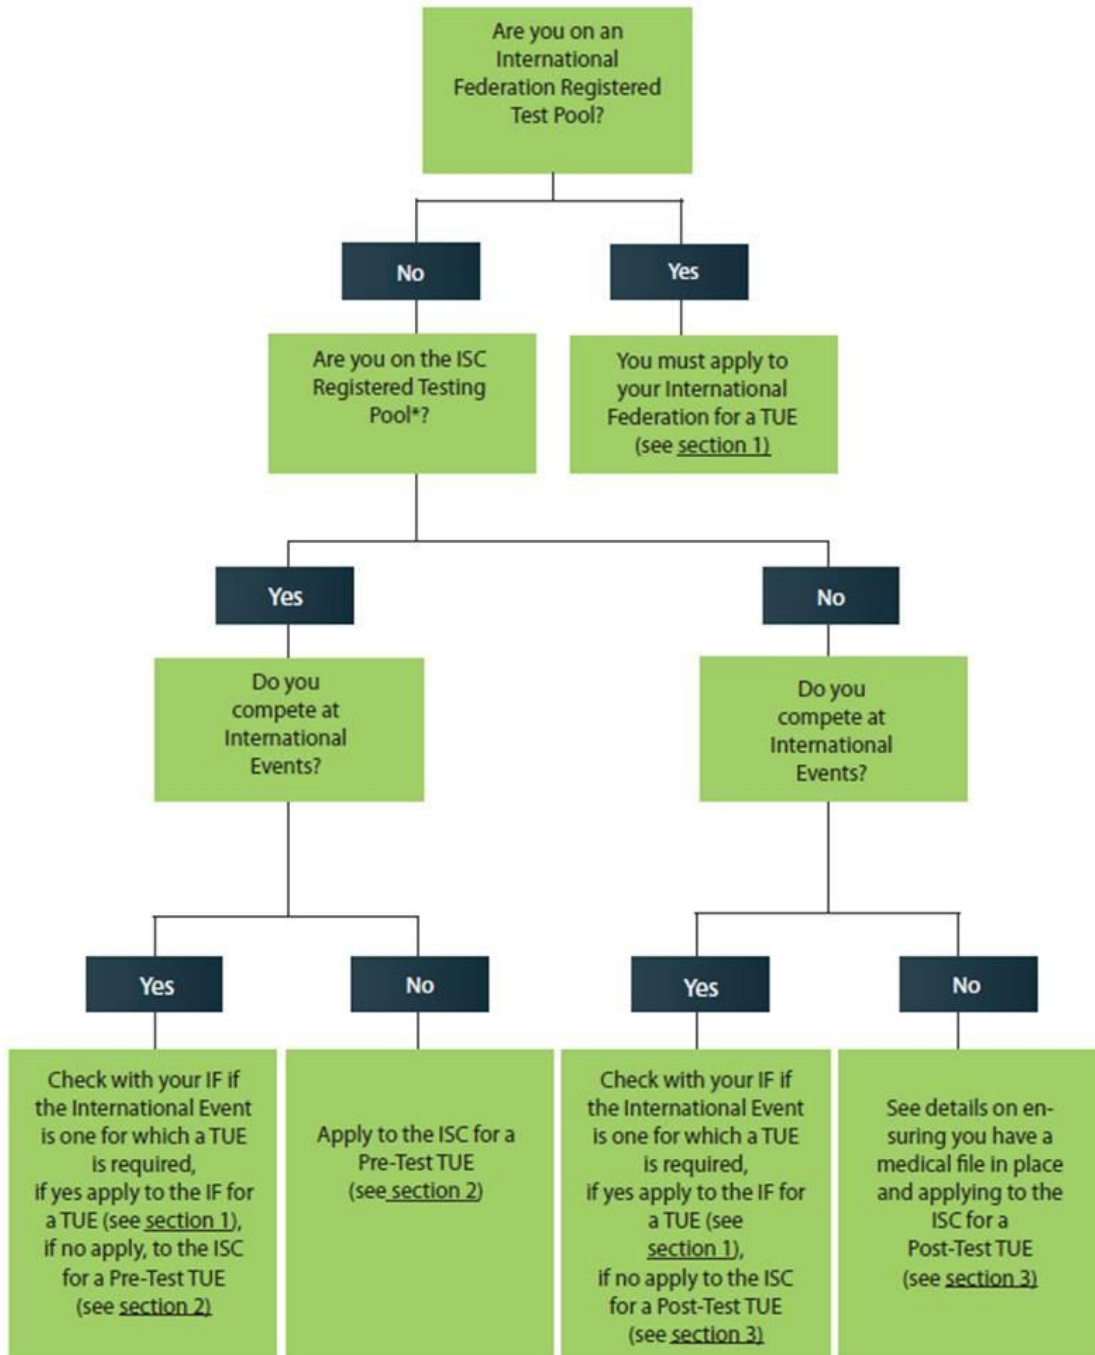 Are you on an
International
Federation Registered
Test Pool?
No
Yes
Are you on the ISC
Registered Testing
Pool*?
You must apply to
your International
Federation for a TUE
(see section 1)
Yes
No
Do you
compete at
International
Events?
Do you
compete at
International
Events?
Yes
No
Yes
No
Check with your IF if
the International Event
is one for which a TUE
is required,
if yes apply to the IF for
a TUE (see section 1),
if no apply, to the ISC
for a Pre-Test TUE
(see section 2)
Apply to the ISC for a
Pre-Test TUE
(see section 2)
Check with your IF if
the International Event
is one for which a TUE
is required,
if yes apply to the IF for
a TUE (see
section 1),
if no apply to the ISC
for a Post-Test TUE
(see section 3)
See details on en-
suring you have a
medical file in place
and applying to the
ISC for a
Post-Test TUE
(see section 3)